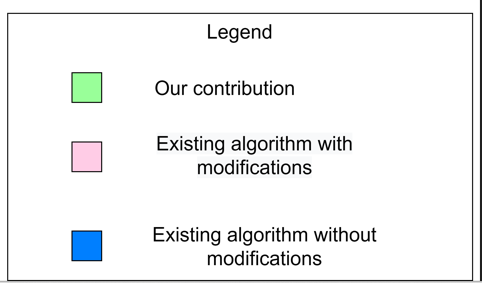 Legend
Our contribution
Existing algorithm with
modifications
Existing algorithm without
modifications